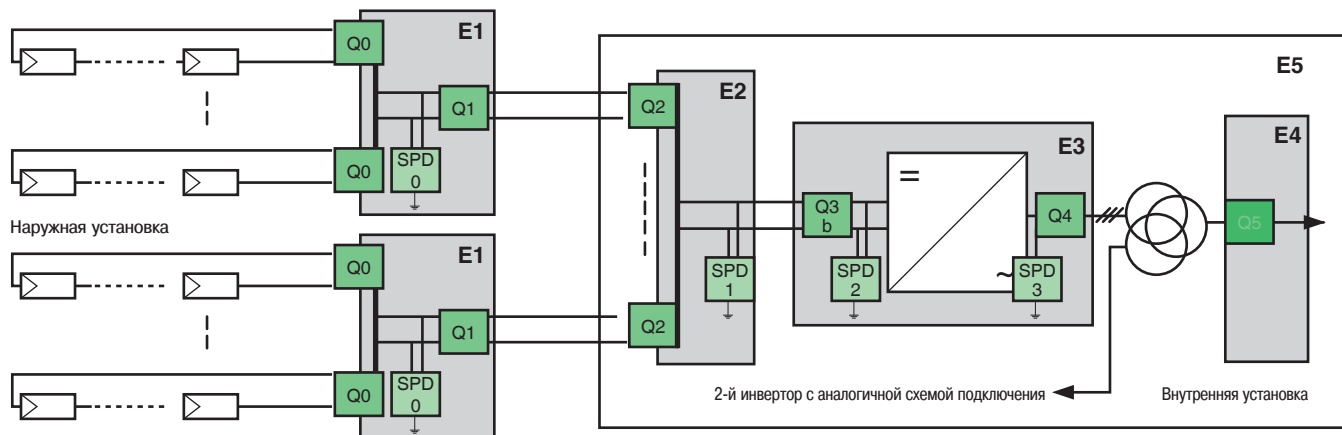 Q0
E1
Q1
SPD
0
Q0
Наружная установка
Q0
E1
Q1
SPD
0
Q0
E5
E2
Q2
Q2
SPD
1
E3
Q3
b
=
SPD
2
~
SPD
3
Q4
E4
Q5
2-й инвертор с аналогичной схемой подключения
Внутренняя установка